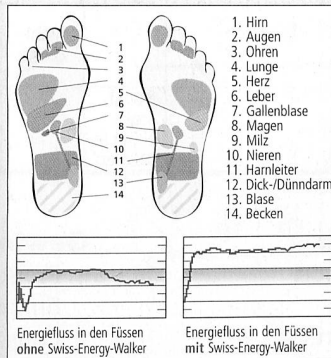 1
2
3
4
5
6
7
8
9
10
11
12
13
14
1. Hirn
2. Augen
3. Ohren
4. Lunge
5. Herz
6. Leber
7. Gallenblase
8. Magen
9. Milz
10. Nieren
11. Harnleiter
12. Dick-/Dünndarm
13. Blase
14. Becken
Energiefluss in den Füssen
ohne Swiss-Energy-Walker
Energiefluss in den Füssen
mit Swiss-Energy-Walker